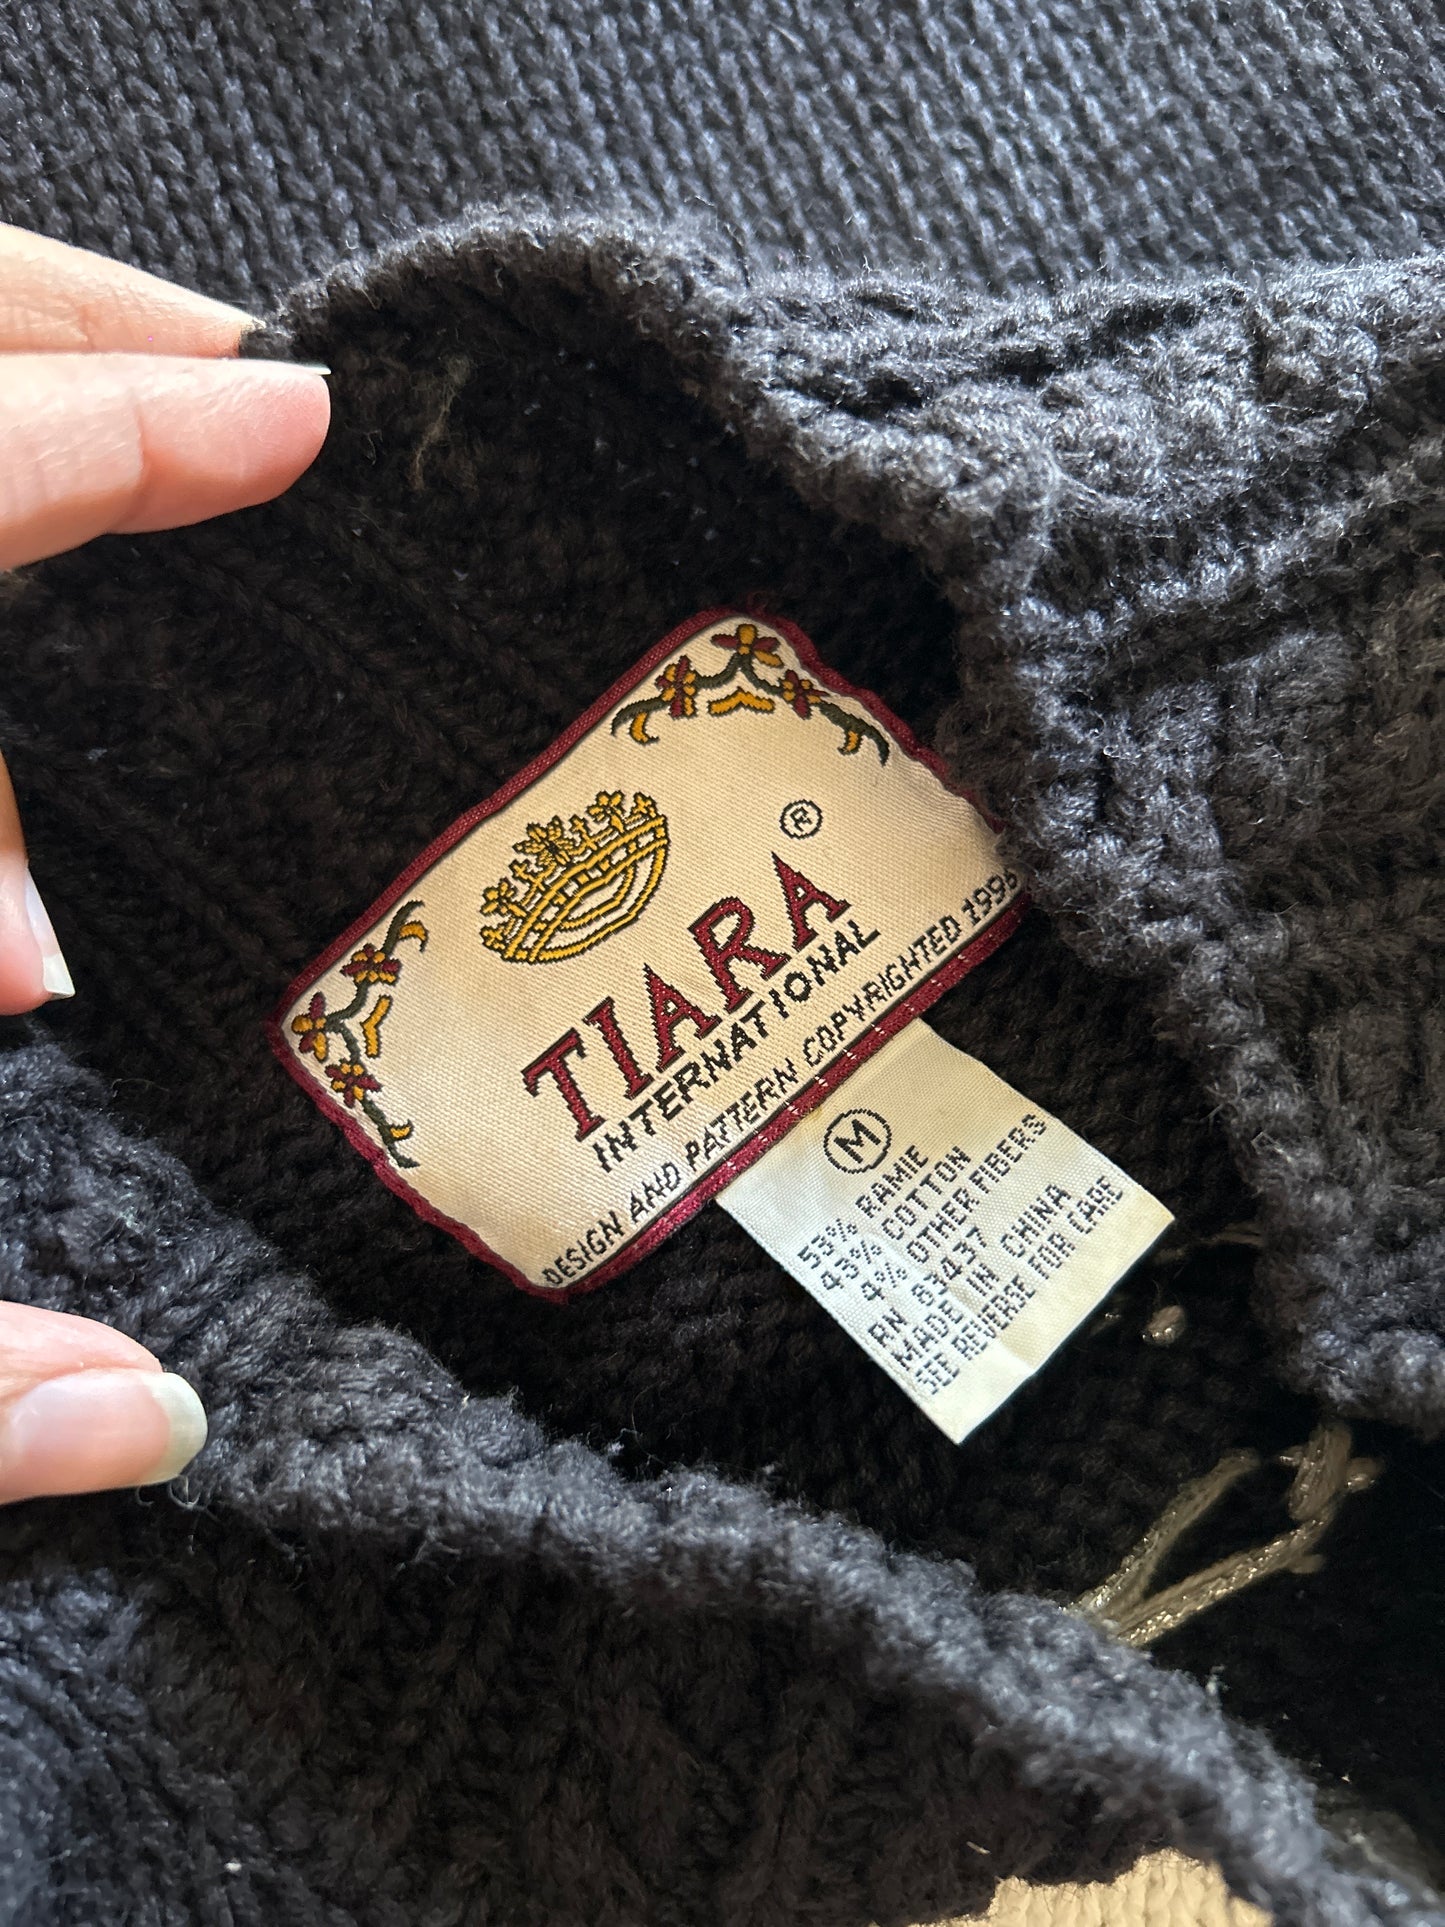 ®
TIARA
INTERNATIONAL
DESIGN AND PATTERN COPYRIGHTED 1996
M
53% RAMIE
43% COTTON
4% OTHER FIBERS
RN 63437
MADE IN CHINA
SEE REVERSE FOR CARE